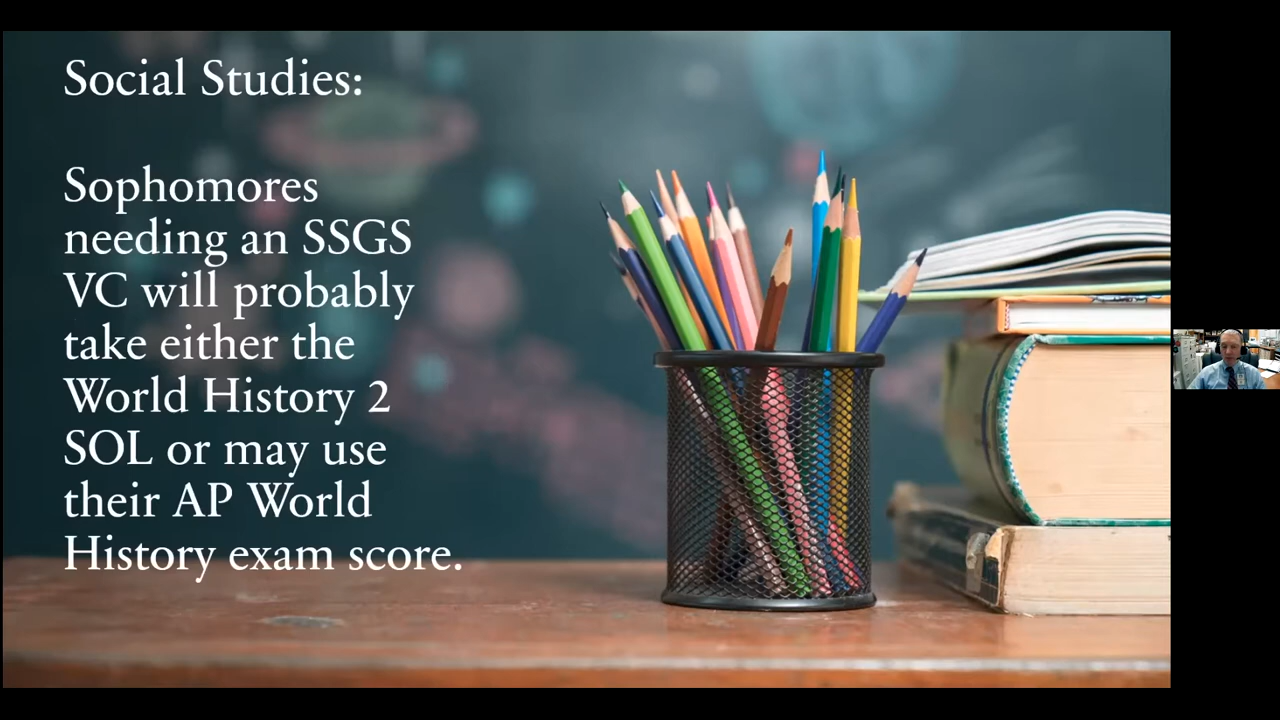 Social Studies:
Sophomores
needing an SSGS
VC will probably
take either the
World History 2
SOL or may use
their AP World
History exam score.